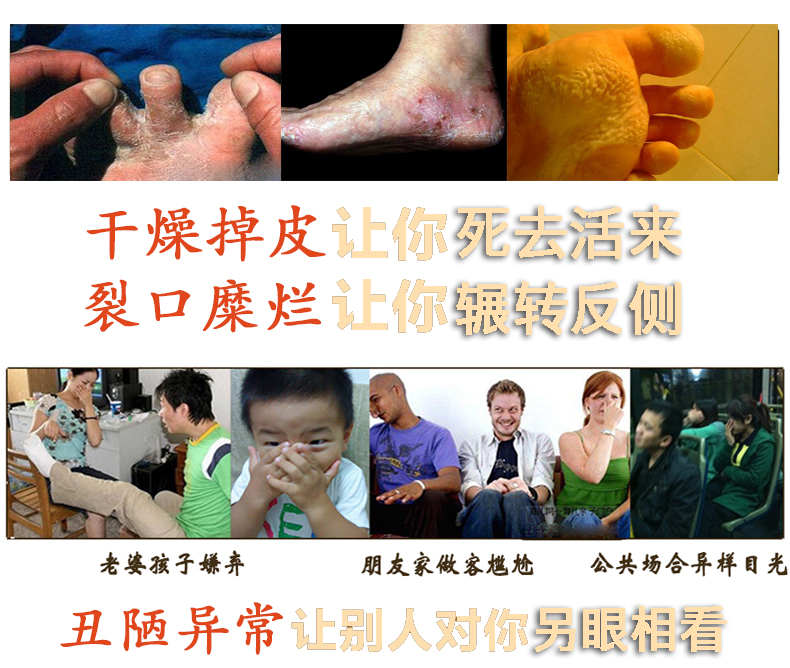 干燥掉皮让你死去活来
裂口糜烂让你辗转反侧
老婆孩子嫌弃
朋友家做客尴尬
公共场合异样目光
丑陋异常让别人对你另眼相看